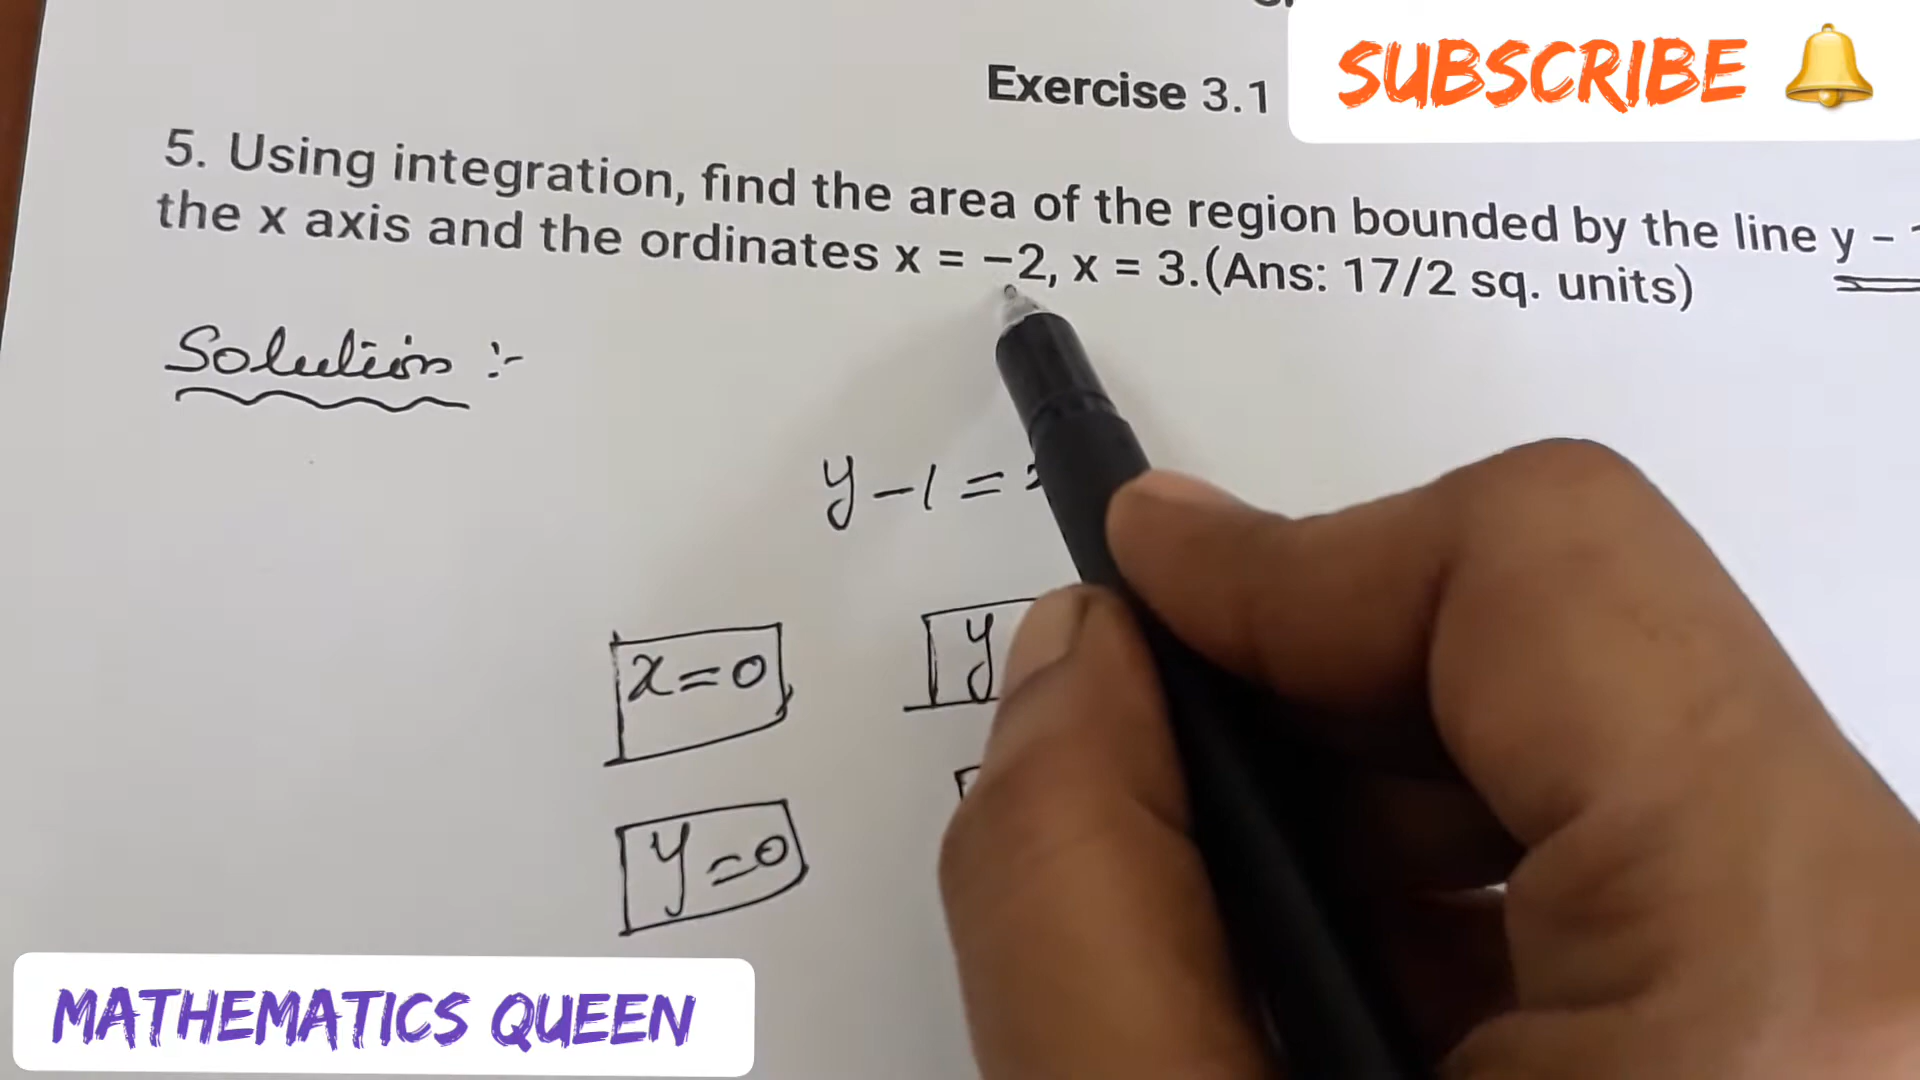 SUBSCRIBE
Exercise 3.1
5. Using integration, find the area of the region bounded by the line y –
the x axis and the ordinates x = –2, x = 3.(Ans: 17/2 sq. units)
Solution :-
y – 1 =
x = 0
y
y = 0
MATHEMATICS QUEEN